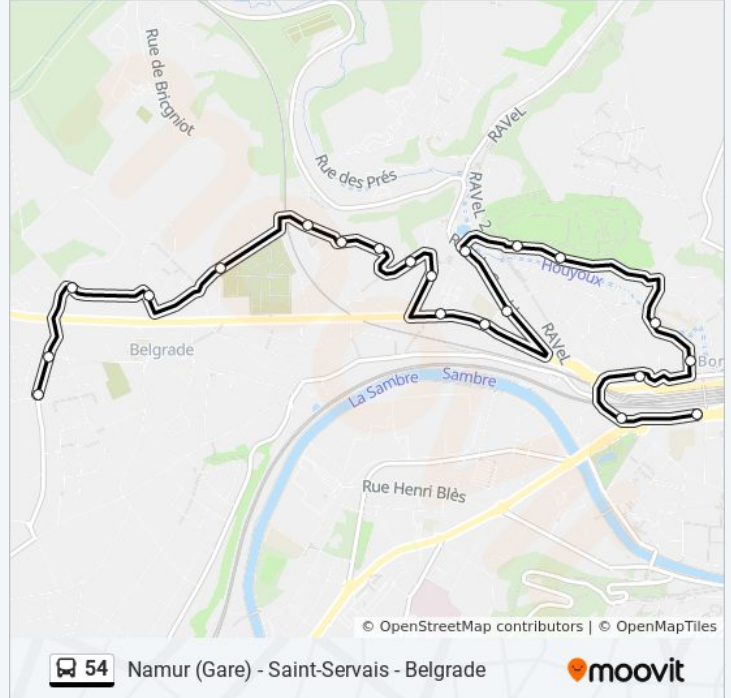 Rue de Bricgniot
RAVeL
Rue des Prés
RAVeL 2
Houyoux
RAVeL
Belgrade
Bor
La Sambre
Sambre
Rue Henri Blès
© OpenStreetMap contributors | © OpenMapTiles
54 Namur (Gare) - Saint-Servais - Belgrade
moovit